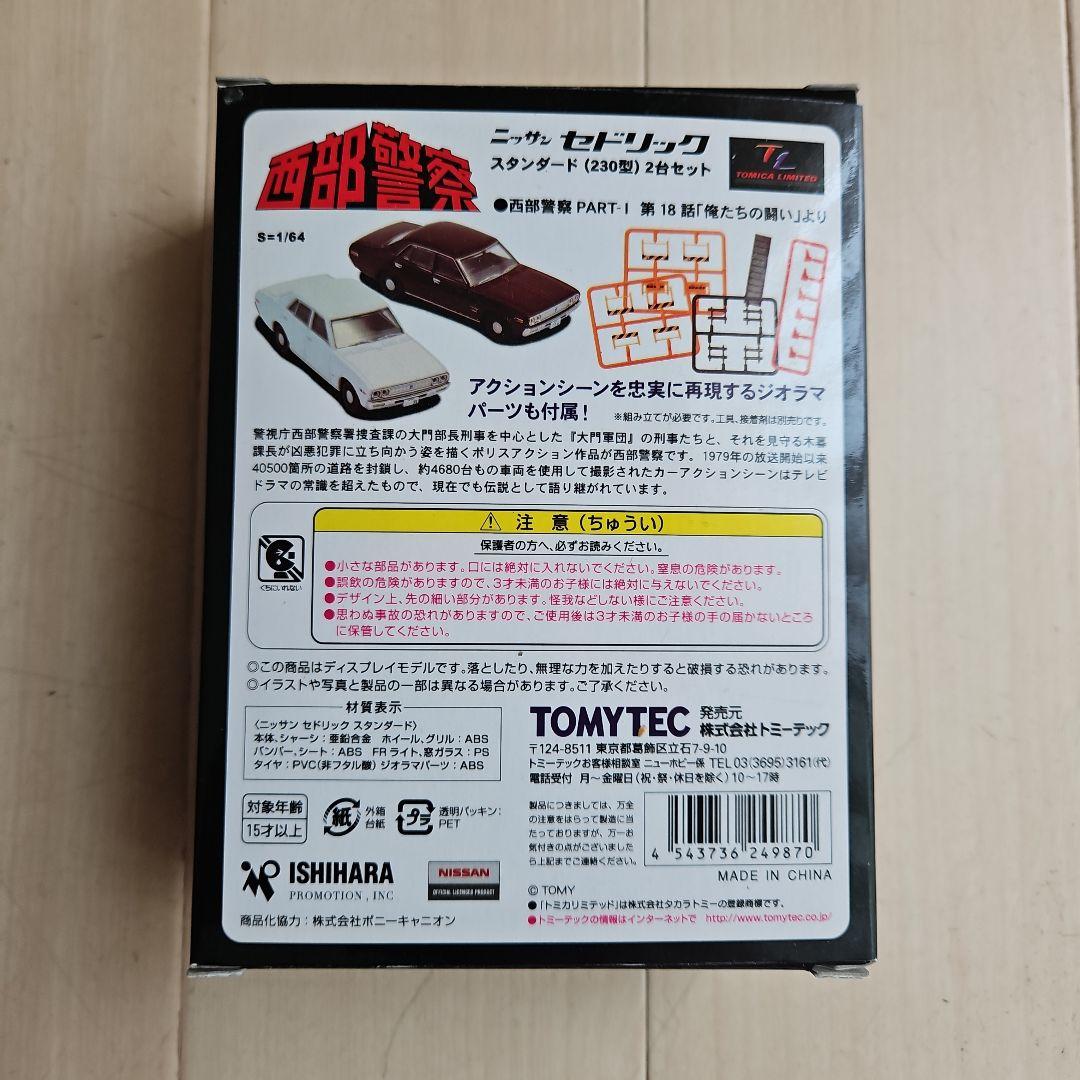 西部警察
ニッサン セドリック
スタンダード (230型) 2台セット
TL
TOMICA LIMITED
●西部警察 PART-I 第18話「俺たちの闘い」より
S=1/64
アクションシーンを忠実に再現するジオラマ
パーツも付属！ ※組み立てが必要です。工具、接着剤は別売りです。
警視庁西部警察署捜査課の大門部長刑事を中心とした『大門軍団』の刑事たちと、それを見守る木暮
課長が凶悪犯罪に立ち向かう姿を描くポリスアクション作品が西部警察です。1979年の放送開始以来
40500箇所の道路を封鎖し、約4680台もの車両を使用して撮影されたカーアクションシーンはテレビ
ドラマの常識を超えたもので、現在でも伝説として語り継がれています。
くちにいれない
⚠ 注意（ちゅうい）
保護者の方へ、必ずお読みください。
●小さな部品があります。口には絶対に入れないでください。窒息の危険があります。
●誤飲の危険がありますので、3才未満のお子様には絶対に与えないでください。
●デザイン上、先の細い部分があります。怪我などしない様にご注意ください。
●思わぬ事故の恐れがありますので、ご使用後は3才未満のお子様の手の届かないところ
に保管してください。
◎この商品はディスプレイモデルです。落としたり、無理な力を加えたりすると破損する恐れがあります。
◎イラストや写真と製品の一部は異なる場合があります。ご了承ください。
材質表示
〈ニッサン セドリック スタンダード〉
本体、シャーシ：亜鉛合金 ホイール、グリル：ABS
バンパー、シート：ABS FRライト、窓ガラス：PS
タイヤ：PVC(非フタル酸) ジオラマパーツ：ABS
TOMYTEC 発売元 株式会社トミーテック
〒124-8511 東京都葛飾区立石7-9-10
トミーテックお客様相談室 ニューホビー係 TEL 03(3695)3161(代)
電話受付 月～金曜日(祝・祭・休日を除く) 10～17時
対象年齢
15才以上
紙
外箱
台紙
プラ
透明パッキン：
PET
製品につきましては、万全
の注意をはらって製造に当
たっておりますが、万一お
気付きの点がございました
ら上記までご連絡ください。
4 543736 249870
MADE IN CHINA
ISHIHARA
PROMOTION, INC
NISSAN
OFFICIAL LICENSED PRODUCT
商品化協力：株式会社ポニーキャニオン
© TOMY
●「トミカリミテッド」は株式会社タカラトミーの登録商標です。
●トミーテックの情報はインターネットで http://www.tomytec.co.jp/